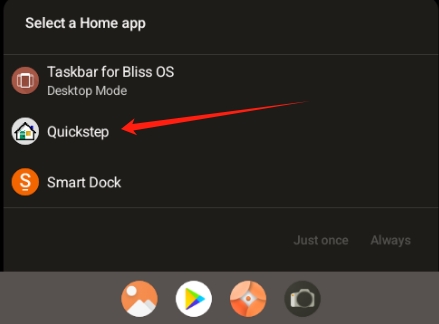 Select a Home app
Taskbar for Bliss OS
Desktop Mode
Quickstep
S
Smart Dock
Just once
Always